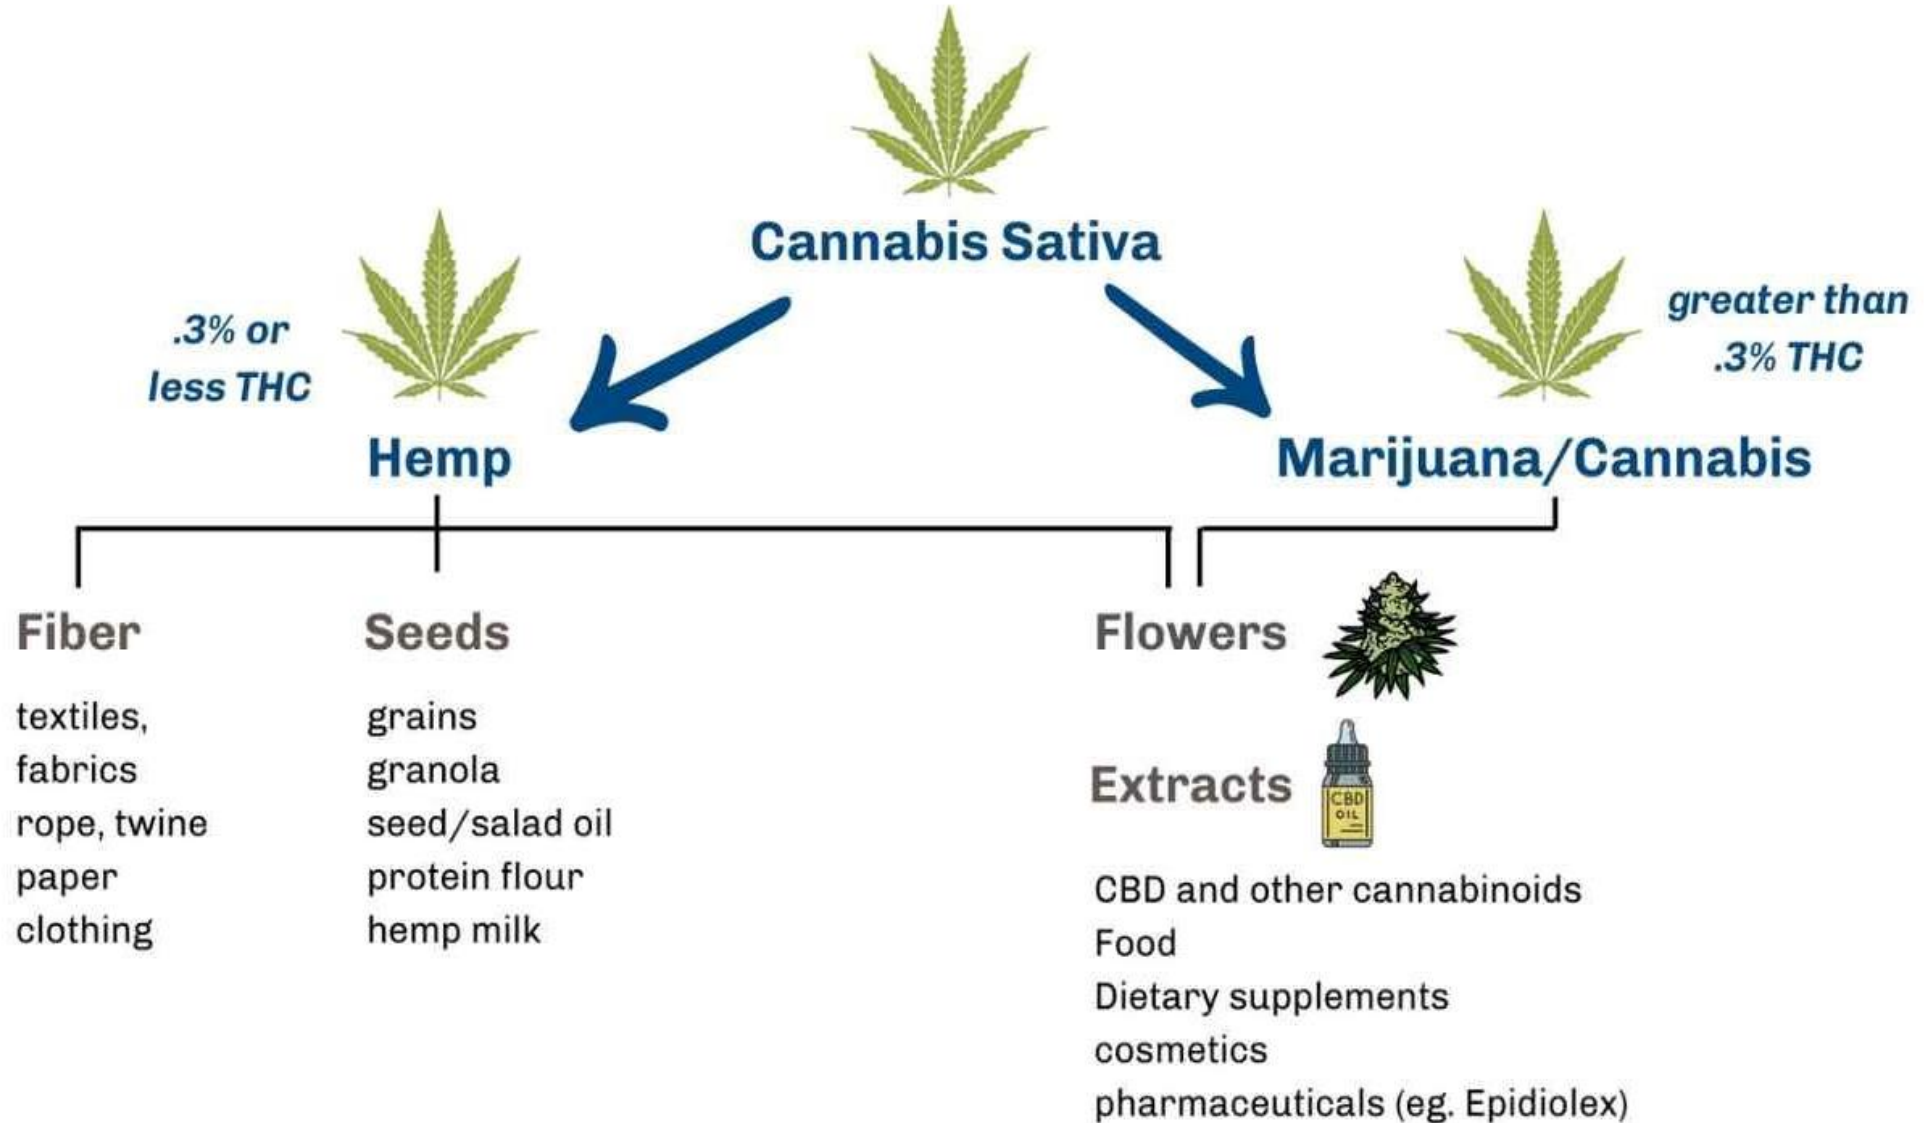 Cannabis Sativa
.3% or
less THC
greater than
.3% THC
Hemp
Marijuana/Cannabis
Fiber
textiles,
fabrics
rope, twine
paper
clothing
Seeds
grains
granola
seed/salad oil
protein flour
hemp milk
Flowers
Extracts
CBD
OIL
CBD and other cannabinoids
Food
Dietary supplements
cosmetics
pharmaceuticals (eg. Epidiolex)